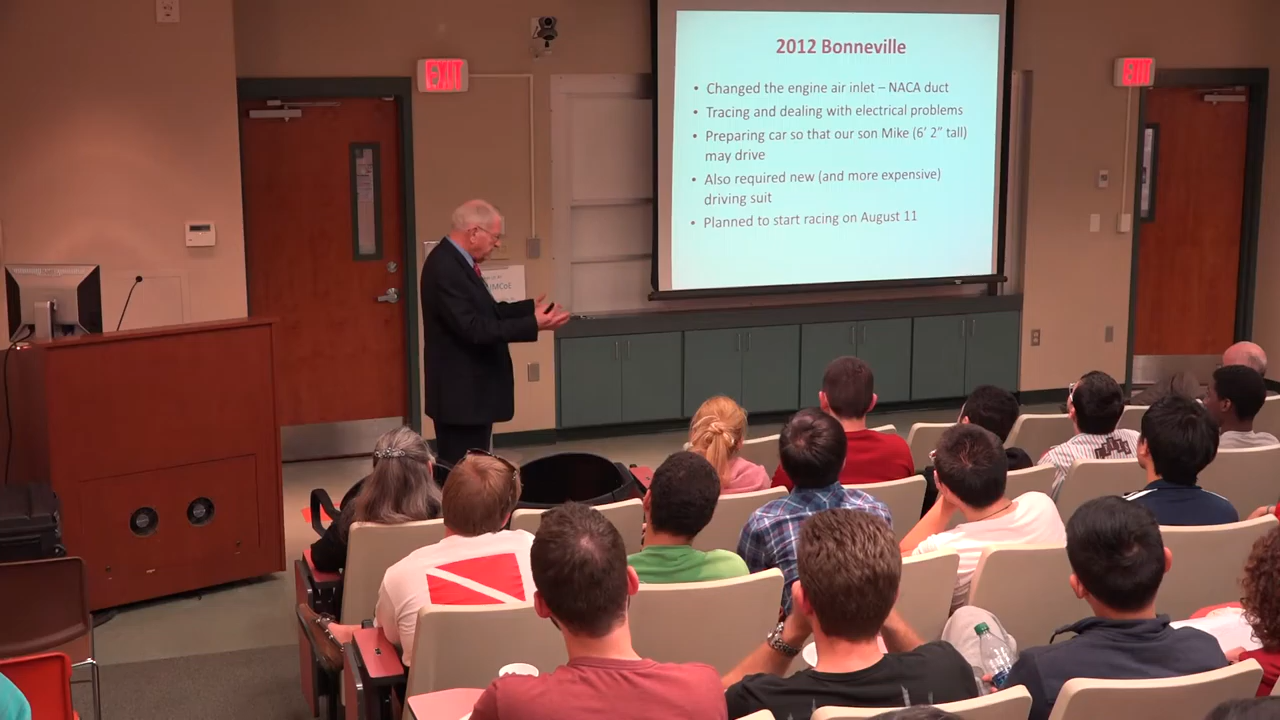 2012 Bonneville
EXIT
EXIT
• Changed the engine air inlet – NACA duct
• Tracing and dealing with electrical problems
• Preparing car so that our son Mike (6' 2" tall)
may drive
• Also required new (and more expensive)
driving suit
• Planned to start racing on August 11